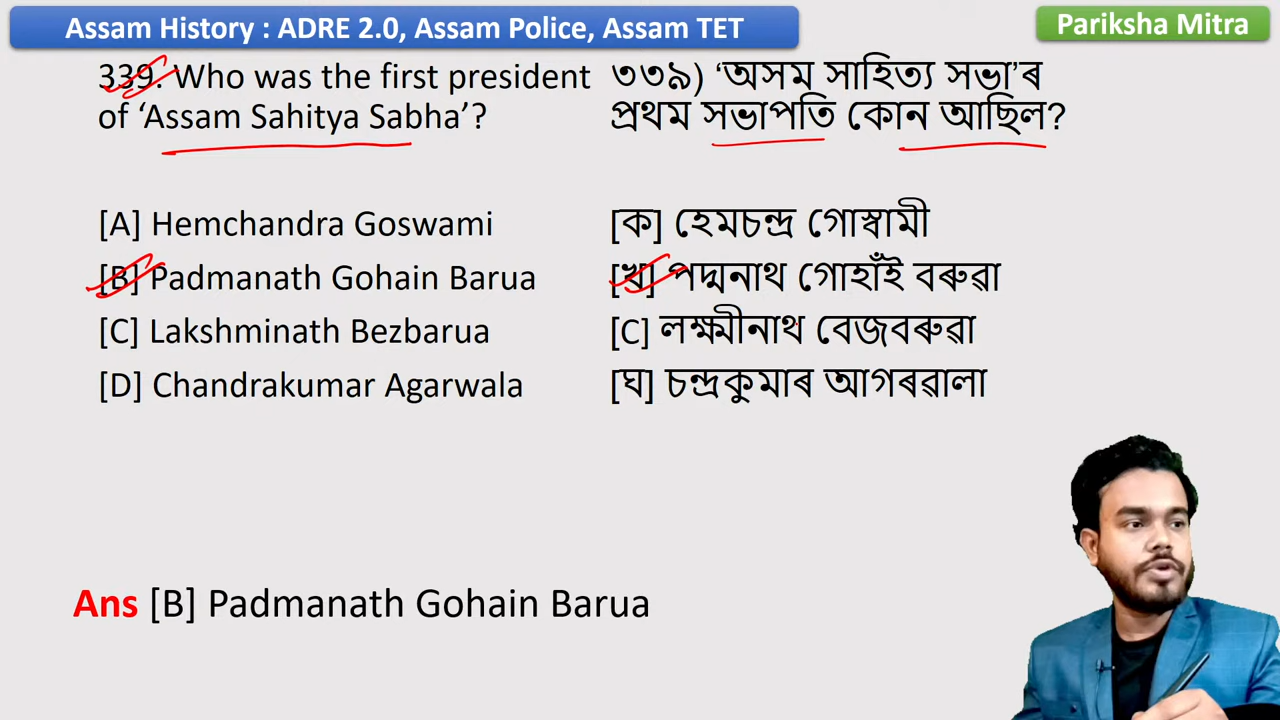 Assam History : ADRE 2.0, Assam Police, Assam TET
Pariksha Mitra
339. Who was the first president
of ‘Assam Sahitya Sabha’?
[A] Hemchandra Goswami
[B] Padmanath Gohain Barua
[C] Lakshminath Bezbarua
[D] Chandrakumar Agarwala
৩৩৯) ‘অসম সাহিত্য সভা’ৰ
প্ৰথম সভাপতি কোন আছিল?
[ক] হেমচন্দ্ৰ গোস্বামী
[খ] পদ্মনাথ গোহাঁই বৰুৱা
[C] লক্ষ্মীনাথ বেজবৰুৱা
[ঘ] চন্দ্ৰকুমাৰ আগৰৱালা
Ans [B] Padmanath Gohain Barua